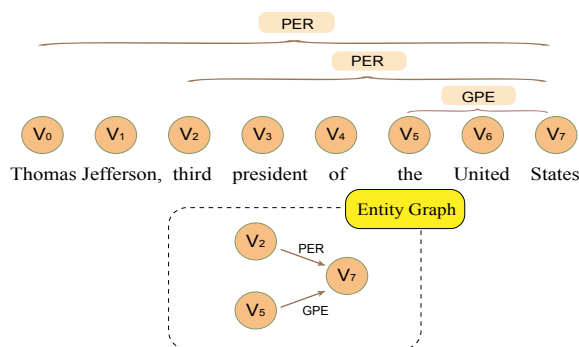 PER
PER
GPE
V0 V1 V2 V3 V4 V5 V6 V7
Thomas Jefferson, third president of the United States
Entity Graph
V2
PER
V7
V5
GPE